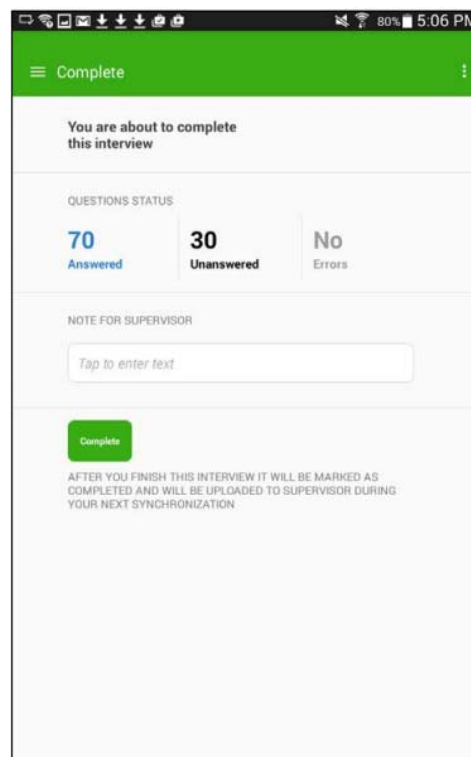 80% 5:06 PM
Complete
You are about to complete
this interview
QUESTIONS STATUS
70 30 No
Answered Unanswered Errors
NOTE FOR SUPERVISOR
Tap to enter text
Complete
AFTER YOU FINISH THIS INTERVIEW IT WILL BE MARKED AS
COMPLETED AND WILL BE UPLOADED TO SUPERVISOR DURING
YOUR NEXT SYNCHRONIZATION